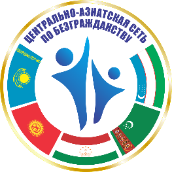 ЦЕНТРАЛЬНО-АЗИАТСКАЯ СЕТЬ
ПО БЕЗГРАЖДАНСТВУ